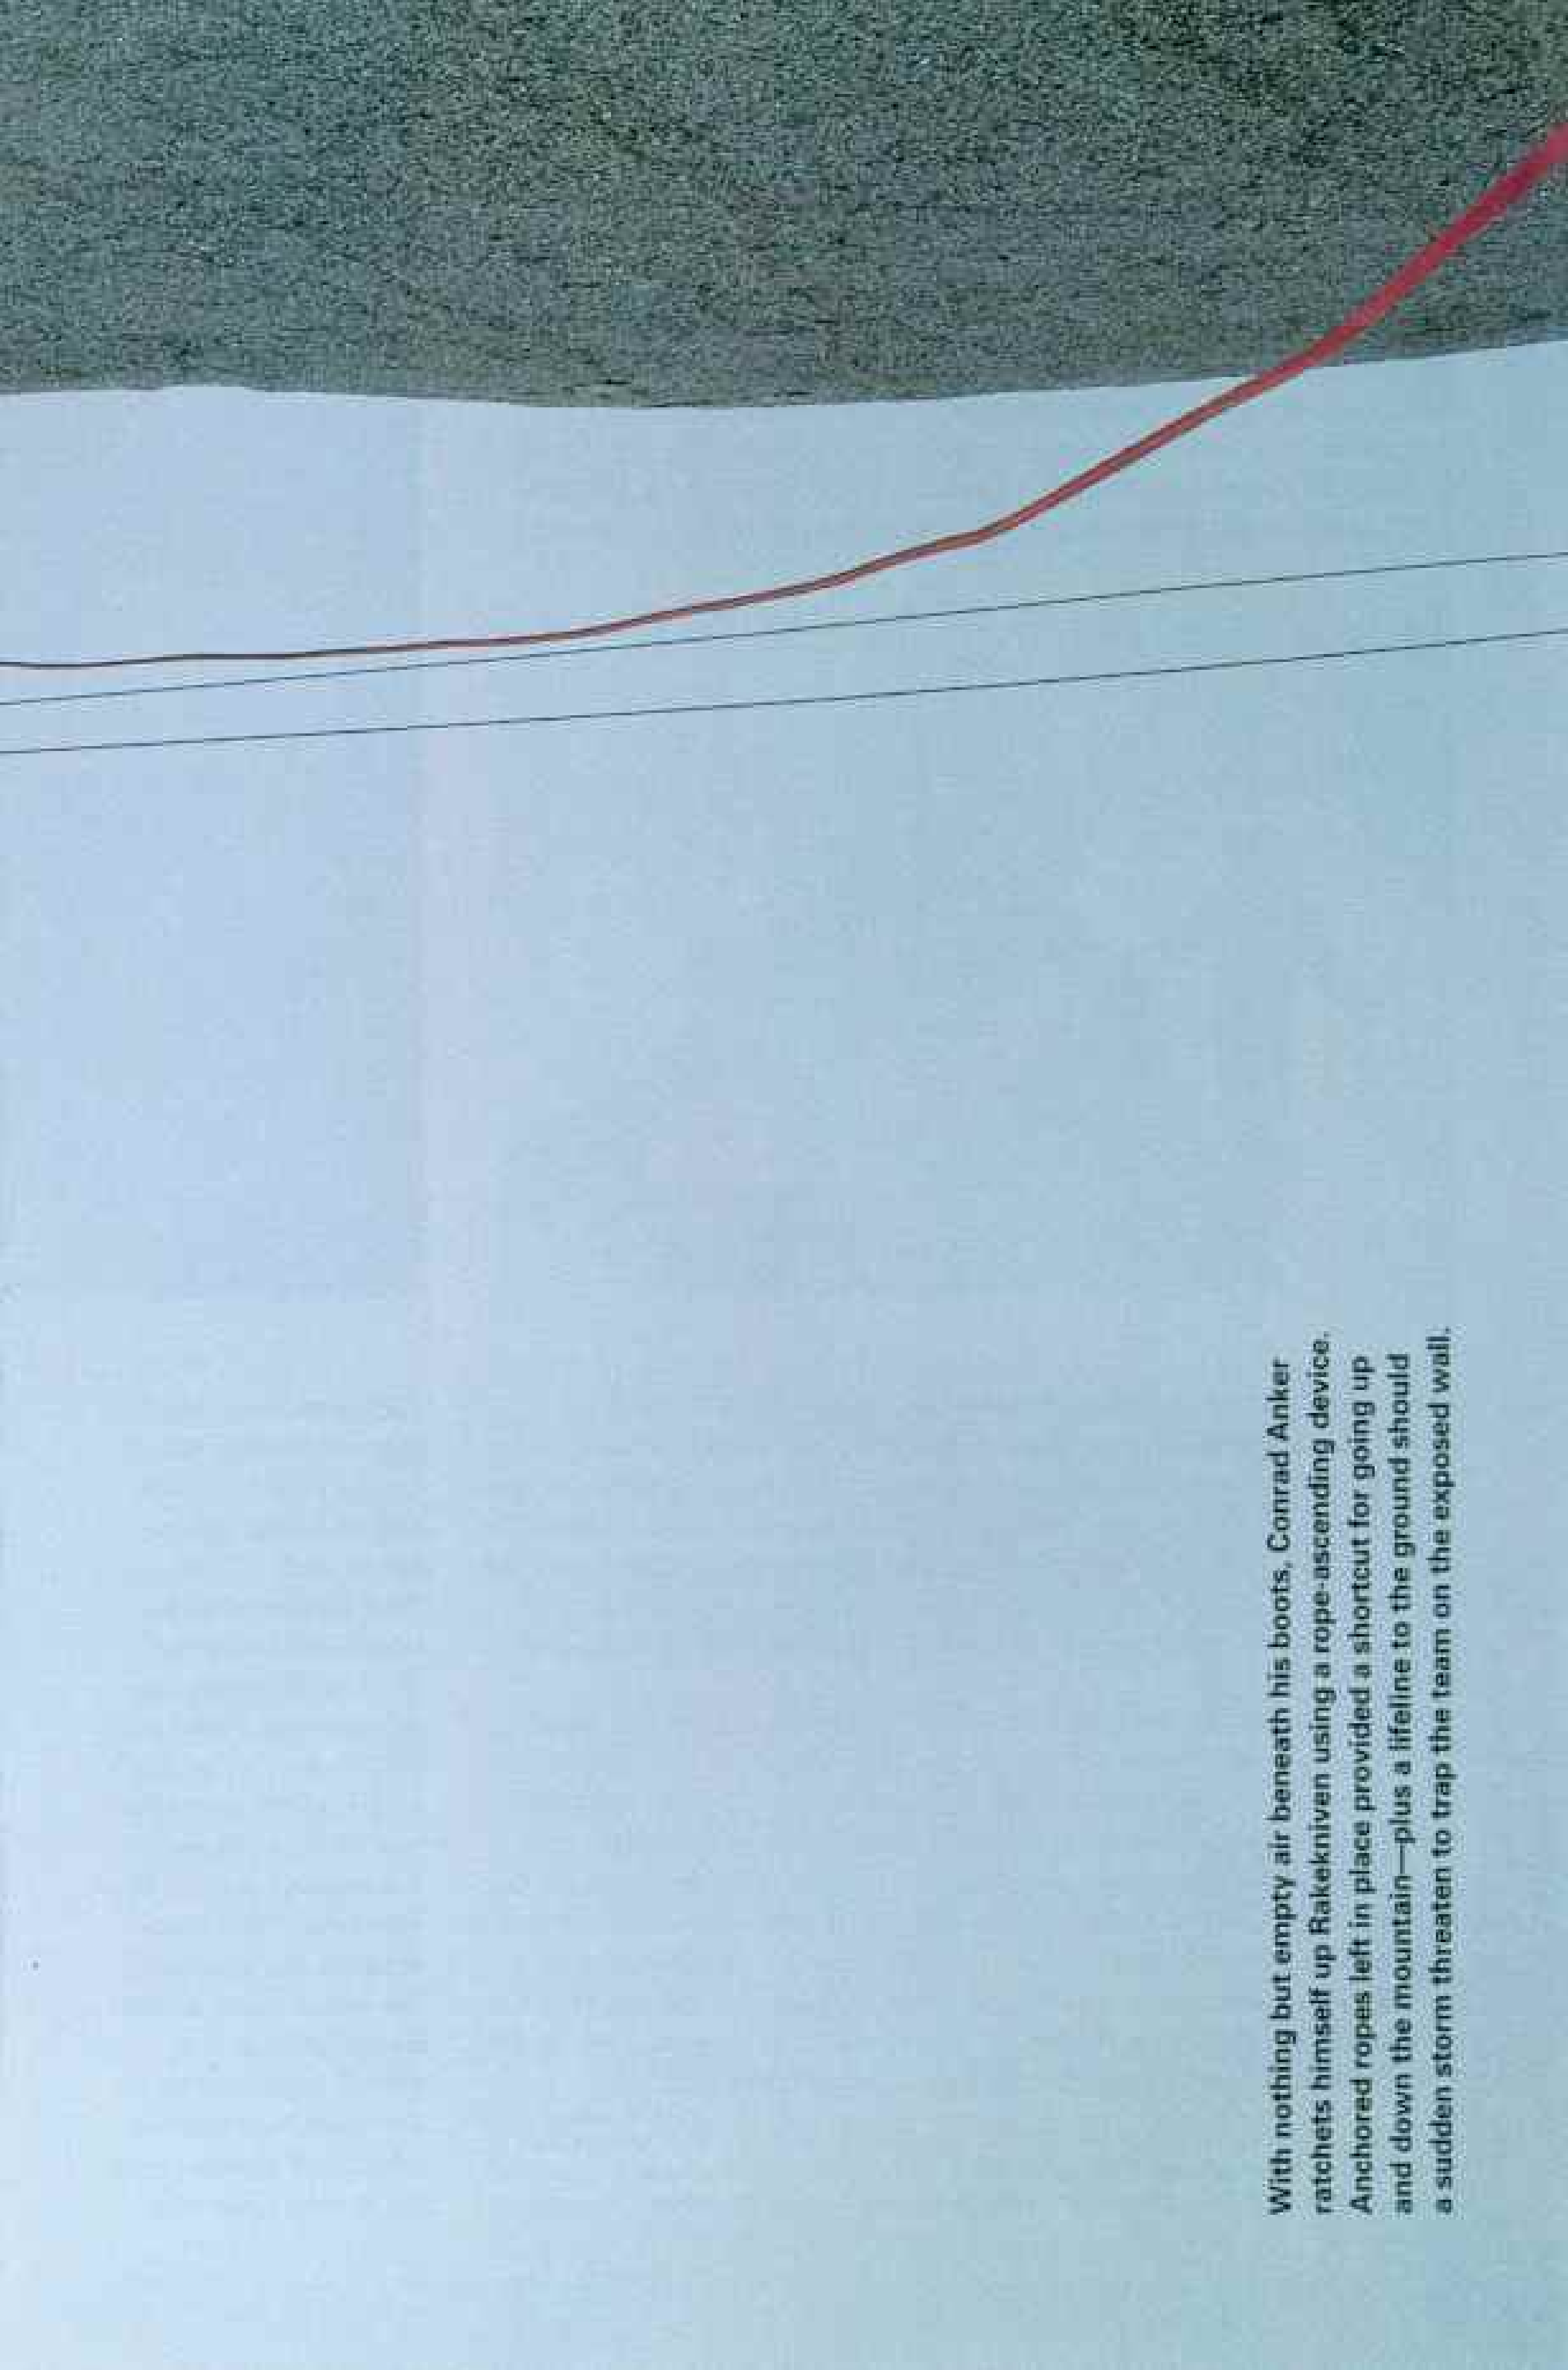 With nothing but empty air beneath his boots, Conrad Anker
ratchets himself up Rakekniven using a rope-ascending device.
Anchored ropes left in place provided a shortcut for going up
and down the mountain—plus a lifeline to the ground should
a sudden storm threaten to trap the team on the exposed wall.